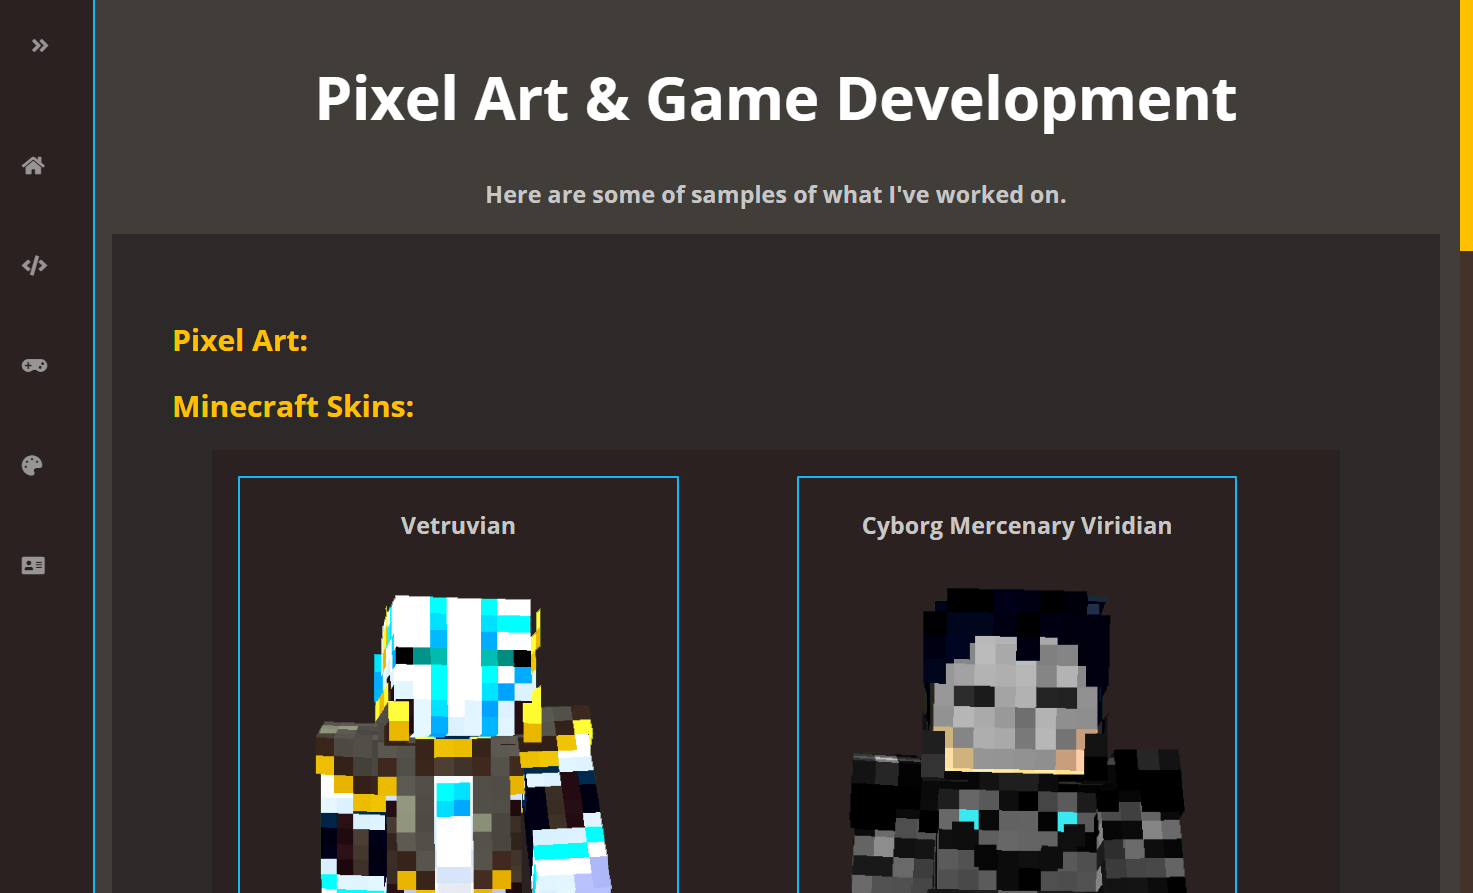 Pixel Art & Game Development
Here are some of samples of what I've worked on.
Pixel Art:
Minecraft Skins:
Vetruvian
Cyborg Mercenary Viridian